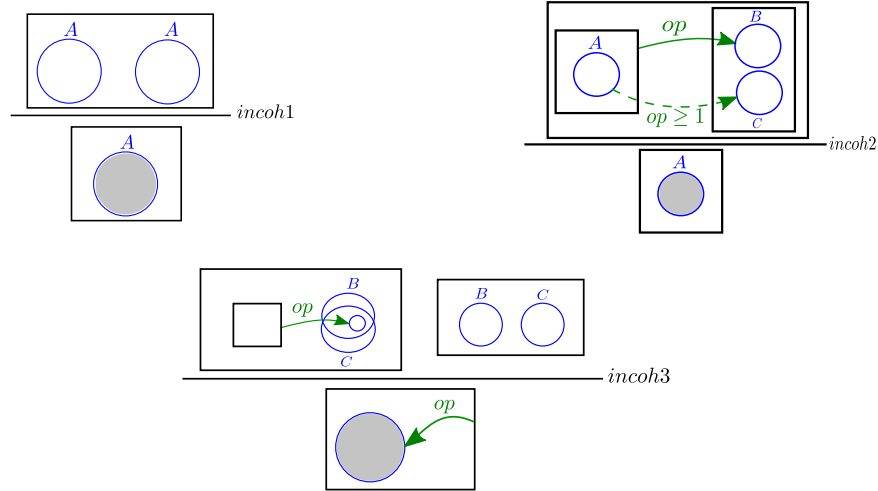 A A
incoh1
A
op B
A
op ≥ 1 C
incoh2
A
op B
C
B C
incoh3
op